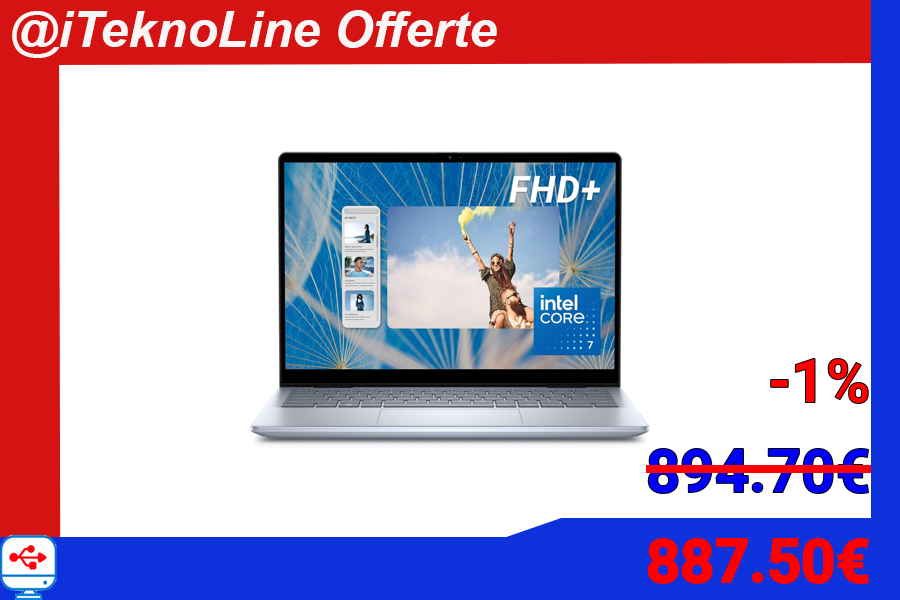 @iTeknoLine Offerte
FHD+
intel
CORE
7
-1%
894.70€
887.50€